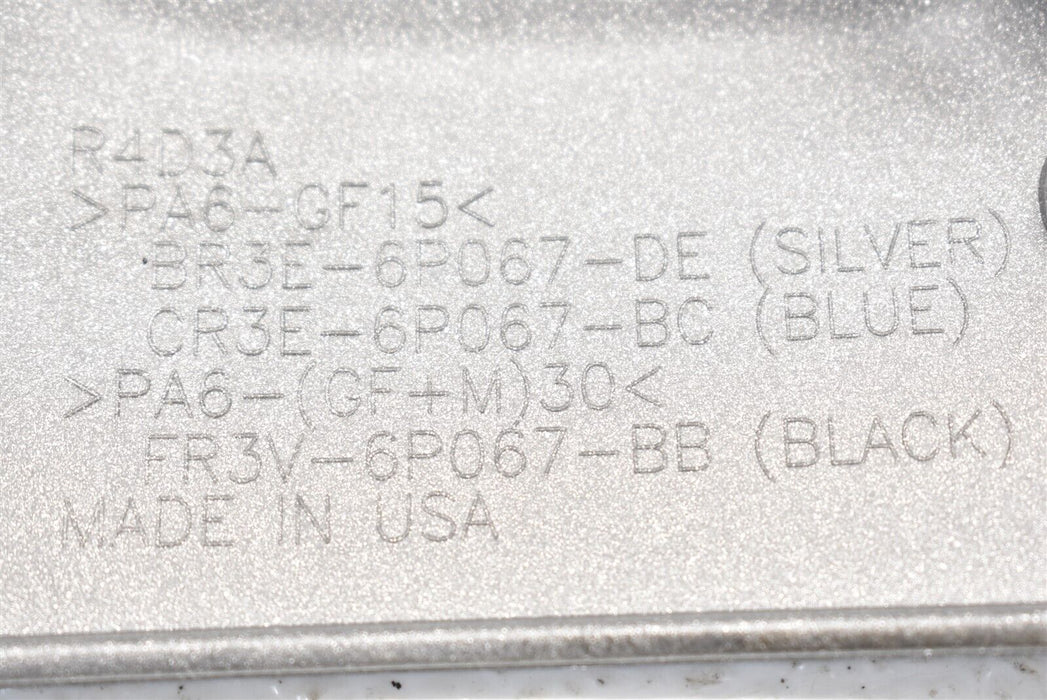 R4D3A
>PA6-GF15<
BR3E-6P067-DE (SILVER)
CR3E-6P067-BC (BLUE)
>PA6-(GF+M)30<
FR3V-6P067-BB (BLACK)
MADE IN USA